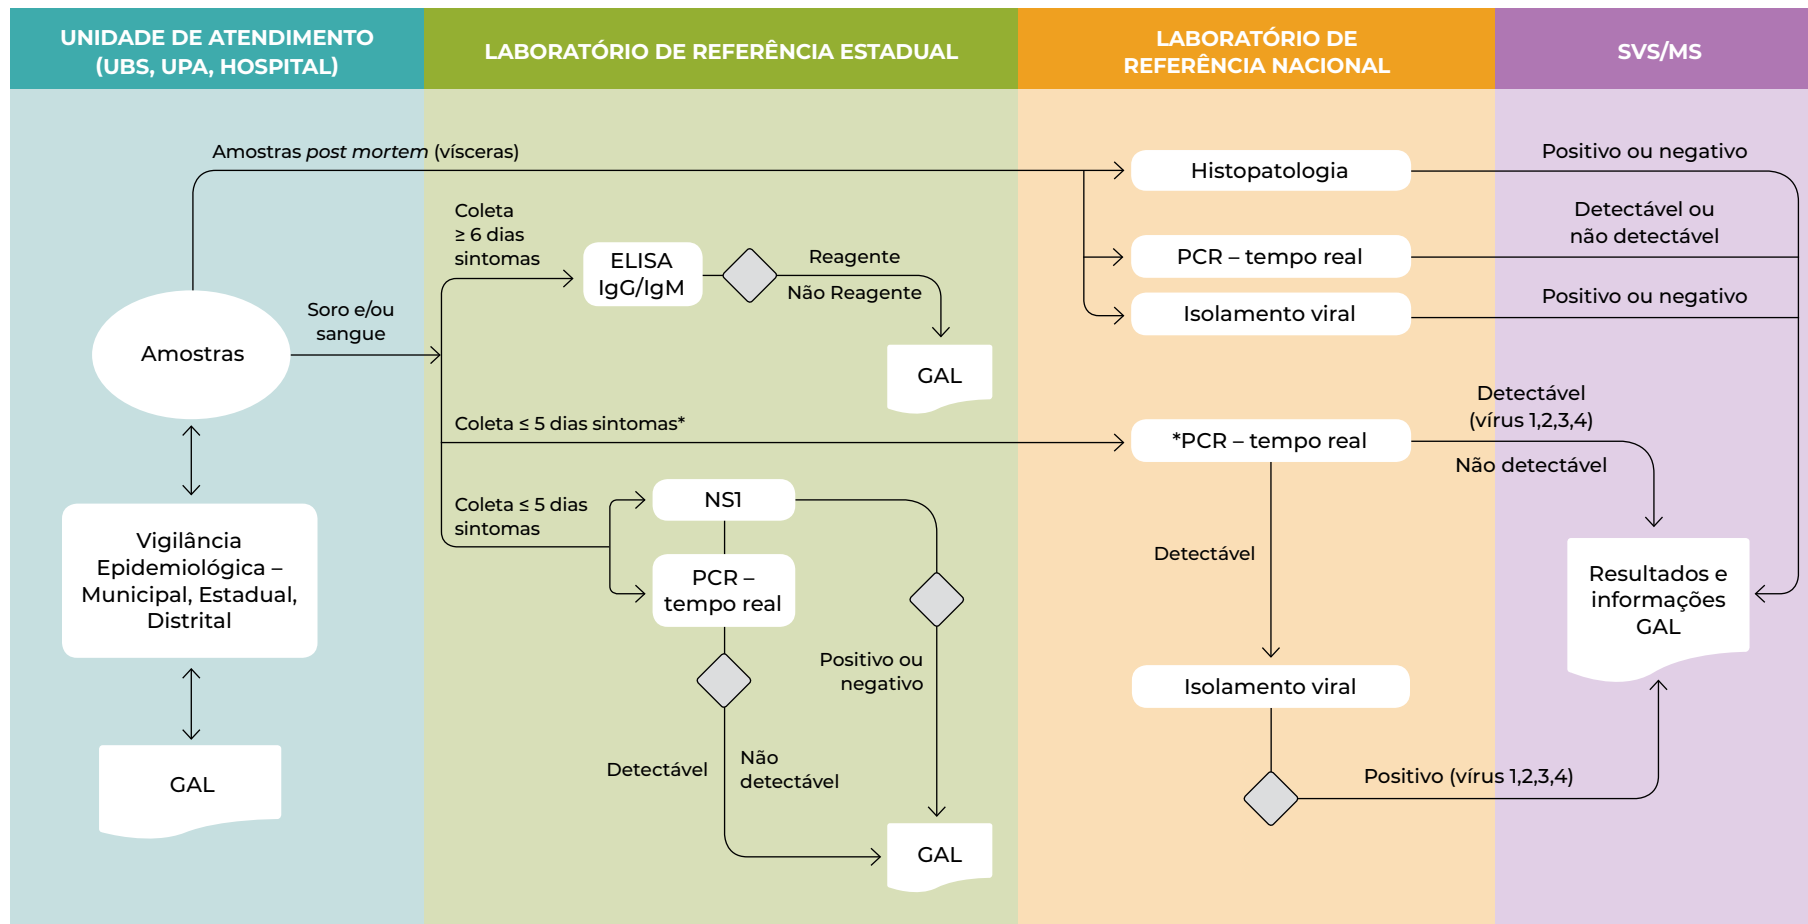 UNIDADE DE ATENDIMENTO
(UBS, UPA, HOSPITAL)
LABORATÓRIO DE REFERÊNCIA ESTADUAL
LABORATÓRIO DE
REFERÊNCIA NACIONAL
SVS/MS
Amostras post mortem (vísceras)
Histopatologia
Positivo ou negativo
Coleta
≥ 6 dias
sintomas
ELISA
IgG/IgM
Reagente
Não Reagente
PCR – tempo real
Detectável ou
não detectável
Isolamento viral
Positivo ou negativo
Soro e/ou
sangue
Amostras
GAL
Coleta ≤ 5 dias sintomas*
*PCR – tempo real
Detectável
(vírus 1,2,3,4)
Não detectável
Coleta ≤ 5 dias
sintomas
NS1
PCR –
tempo real
Vigilância
Epidemiológica –
Municipal, Estadual,
Distrital
Detectável
Resultados e
informações
GAL
Positivo ou
negativo
Isolamento viral
Detectável
Não
detectável
GAL
Positivo (vírus 1,2,3,4)
GAL